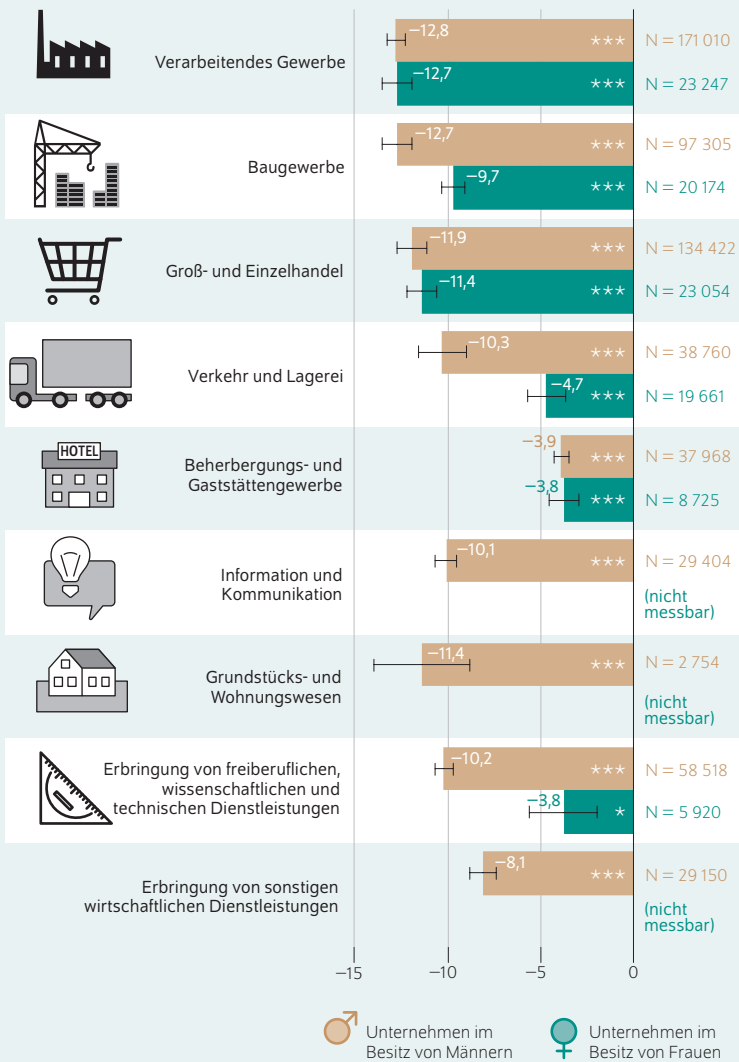 −12,8
*** N = 171 010
Verarbeitendes Gewerbe
−12,7
*** N = 23 247
−12,7
*** N = 97 305
Baugewerbe
−9,7
*** N = 20 174
−11,9
*** N = 134 422
Groß- und Einzelhandel
−11,4
*** N = 23 054
−10,3
*** N = 38 760
Verkehr und Lagerei
−4,7
*** N = 19 661
HOTEL
−3,9
*** N = 37 968
Beherbergungs- und
Gaststättengewerbe
−3,8
*** N = 8 725
−10,1
*** N = 29 404
Information und
Kommunikation
(nicht
messbar)
−11,4
*** N = 2 754
Grundstücks- und
Wohnungswesen
(nicht
messbar)
−10,2
*** N = 58 518
Erbringung von freiberuflichen,
wissenschaftlichen und
technischen Dienstleistungen
−3,8
* N = 5 920
−8,1
*** N = 29 150
Erbringung von sonstigen
wirtschaftlichen Dienstleistungen
(nicht
messbar)
−15 −10 −5 0
Unternehmen im
Besitz von Männern
Unternehmen im
Besitz von Frauen